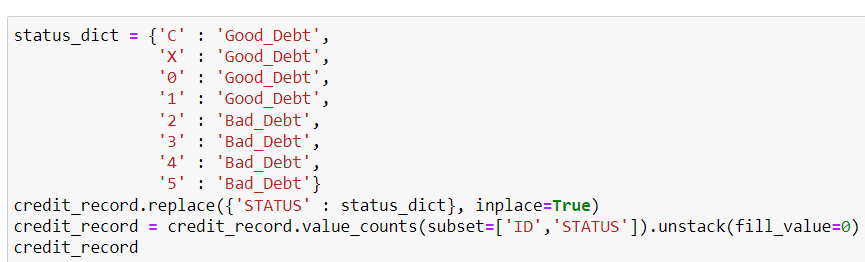 status_dict = {'C' : 'Good_Debt',
               'X' : 'Good_Debt',
               '0' : 'Good_Debt',
               '1' : 'Good_Debt',
               '2' : 'Bad_Debt',
               '3' : 'Bad_Debt',
               '4' : 'Bad_Debt',
               '5' : 'Bad_Debt'}
credit_record.replace({'STATUS' : status_dict}, inplace=True)
credit_record = credit_record.value_counts(subset=['ID','STATUS']).unstack(fill_value=0)
credit_record